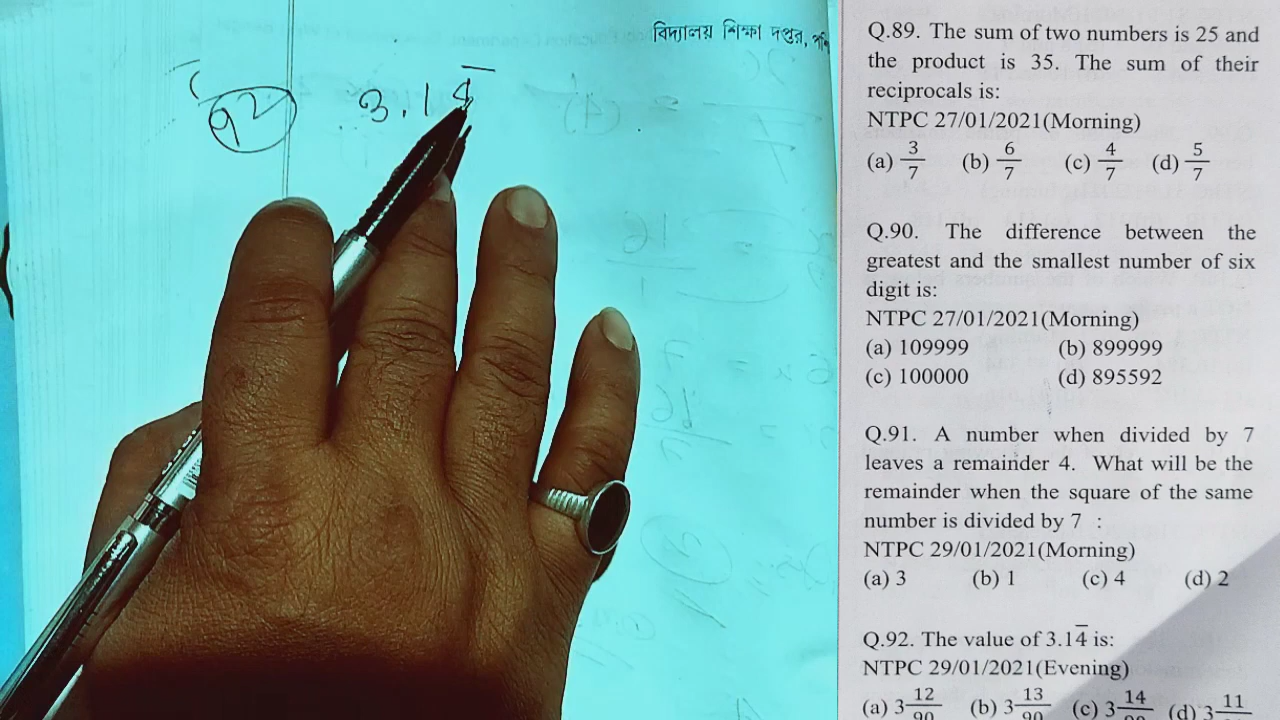 বিদ্যালয় শিক্ষা দপ্তর,
৯২ 3.14̅
Q.89. The sum of two numbers is 25 and
the product is 35. The sum of their
reciprocals is:
NTPC 27/01/2021(Morning)
(a) 3/7 (b) 6/7 (c) 4/7 (d) 5/7
Q.90. The difference between the
greatest and the smallest number of six
digit is:
NTPC 27/01/2021(Morning)
(a) 109999 (b) 899999
(c) 100000 (d) 895592
Q.91. A number when divided by 7
leaves a remainder 4. What will be the
remainder when the square of the same
number is divided by 7 :
NTPC 29/01/2021(Morning)
(a) 3 (b) 1 (c) 4 (d) 2
Q.92. The value of 3.14̅ is:
NTPC 29/01/2021(Evening)
(a) 3 12/90 (b) 3 13/90 (c) 3 14/90 (d) 3 11